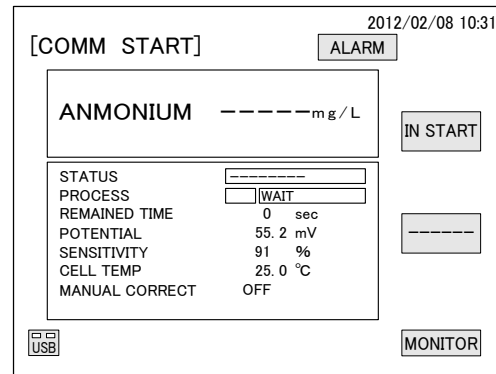 2012/02/08 10:31
[COMM START] ALARM
ANMONIUM -----mg/L
IN START
STATUS --------
PROCESS WAIT
REMAINED TIME 0 sec
POTENTIAL 55.2 mV
SENSITIVITY 91 %
------
CELL TEMP 25.0 ℃
MANUAL CORRECT OFF
USB MONITOR